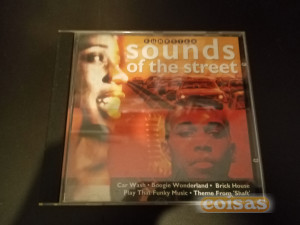 sounds
of the street
Car Wash • Boogie Wonderland • Brick House
Play That Funky Music • Theme From 'Shaft'
coisas